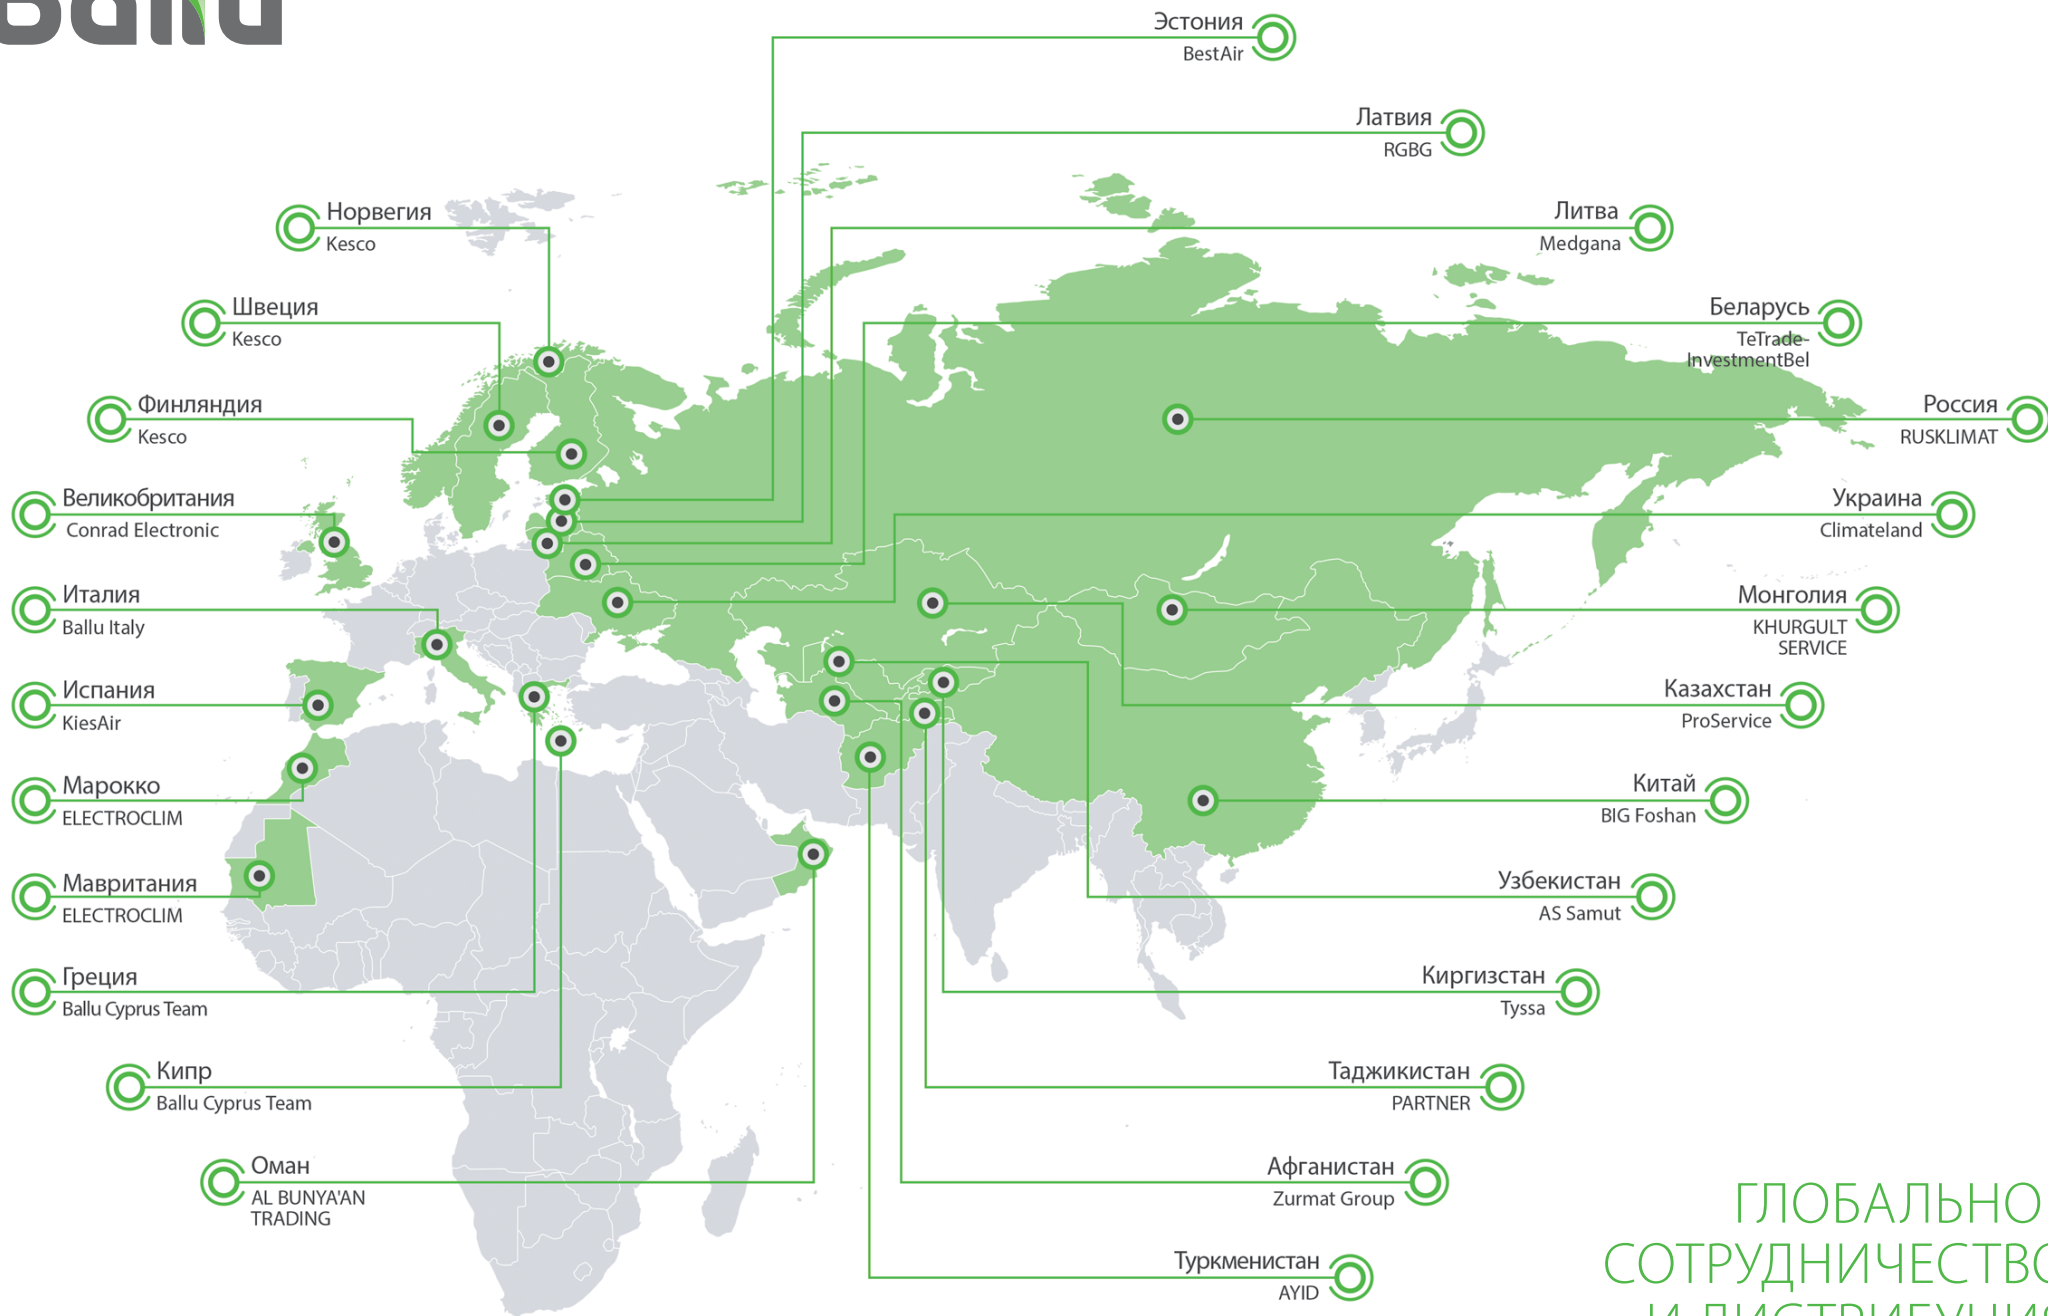 Ballu
Эстония
BestAir
Латвия
RGBG
Норвегия
Kesco
Литва
Medgana
Швеция
Kesco
Беларусь
TeTrade-
InvestmentBel
Финляндия
Kesco
Россия
RUSKLIMAT
Великобритания
Conrad Electronic
Украина
Climateland
Италия
Ballu Italy
Монголия
KHURGULT
SERVICE
Испания
KiesAir
Казахстан
ProService
Марокко
ELECTROCLIM
Китай
BIG Foshan
Мавритания
ELECTROCLIM
Узбекистан
AS Samut
Греция
Ballu Cyprus Team
Киргизстан
Tyssa
Кипр
Ballu Cyprus Team
Таджикистан
PARTNER
Оман
AL BUNYA'AN
TRADING
Афганистан
Zurmat Group
Туркменистан
AYID
ГЛОБАЛЬНО
СОТРУДНИЧЕСТВО
И ДИСТРИБУЦИЯ